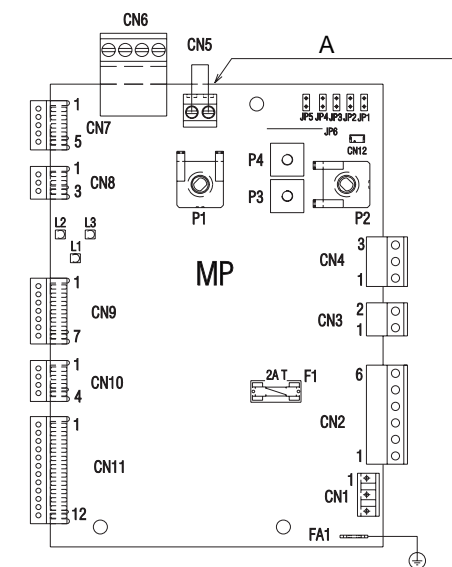 CN6
CN5
A
1
CN7
5
JP5 JP4 JP3 JP2 JP1
JP6
CN12
P4
P3
P1
P2
1
CN8
3
L2
L3
L1
MP
3
CN4
1
2
CN3
1
1
CN9
7
2A T
F1
1
CN10
4
6
CN2
1
1
CN11
12
1
CN1
FA1